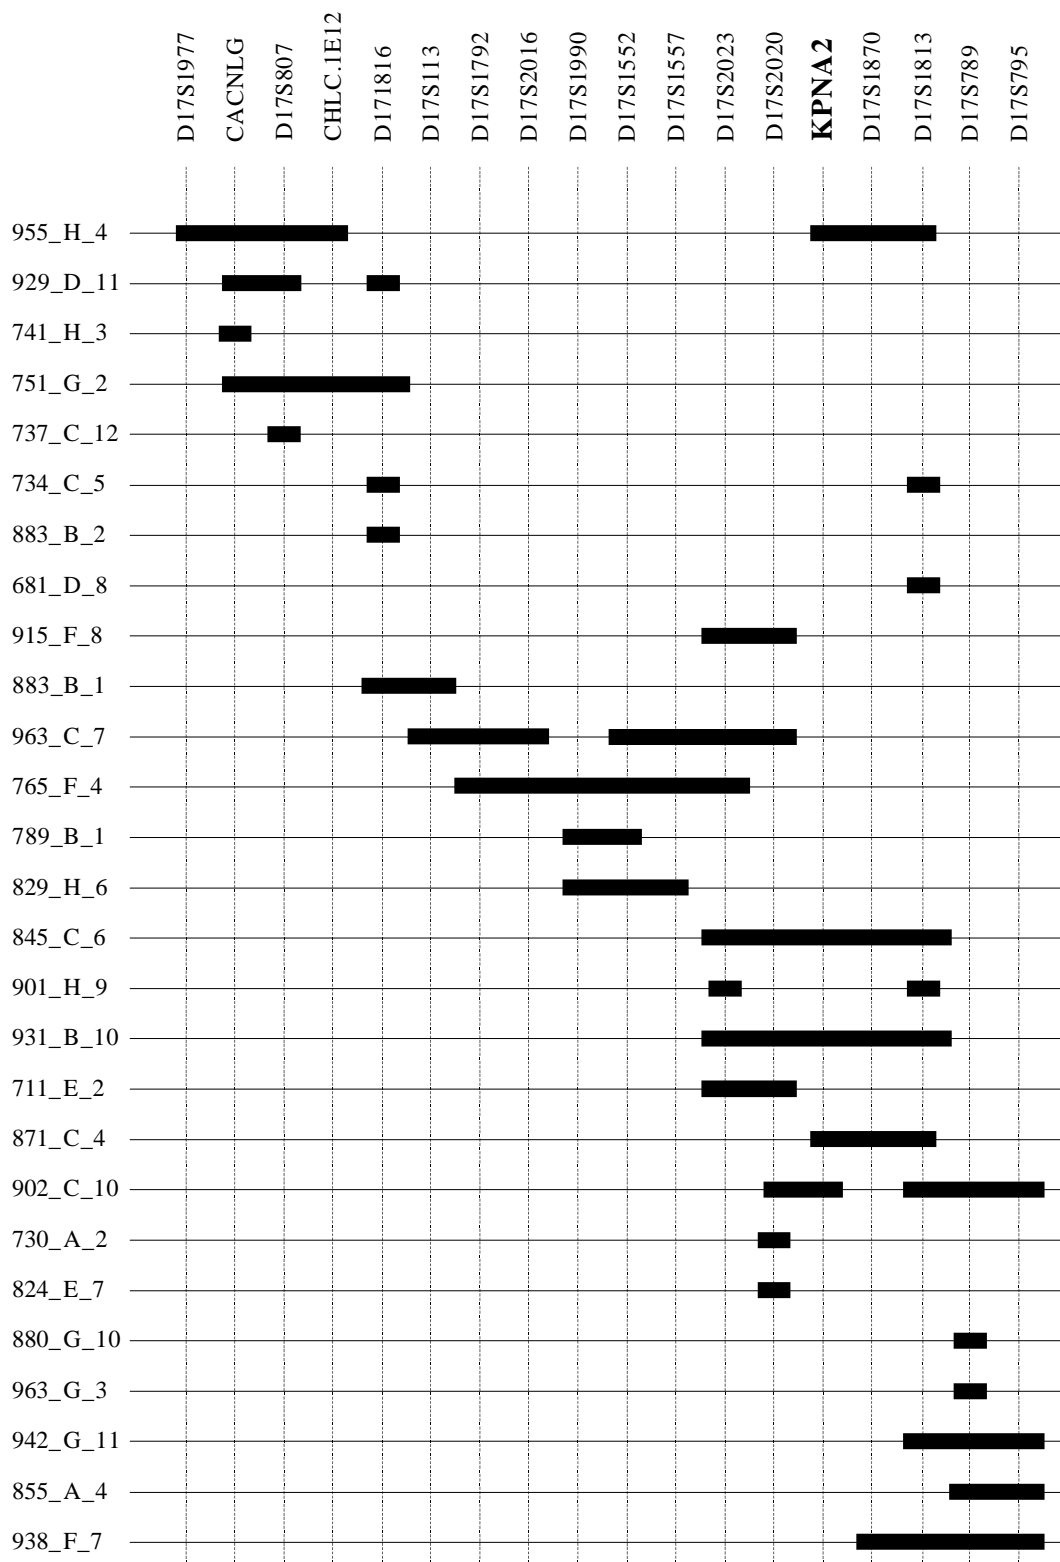 D17S1977
CACNLG
D17S807
CHLC.1E12
D171816
D17S113
D17S1792
D17S2016
D17S1990
D17S1552
D17S1557
D17S2023
D17S2020
KPNA2
D17S1870
D17S1813
D17S789
D17S795
955_H_4
929_D_11
741_H_3
751_G_2
737_C_12
734_C_5
883_B_2
681_D_8
915_F_8
883_B_1
963_C_7
765_F_4
789_B_1
829_H_6
845_C_6
901_H_9
931_B_10
711_E_2
871_C_4
902_C_10
730_A_2
824_E_7
880_G_10
963_G_3
942_G_11
855_A_4
938_F_7